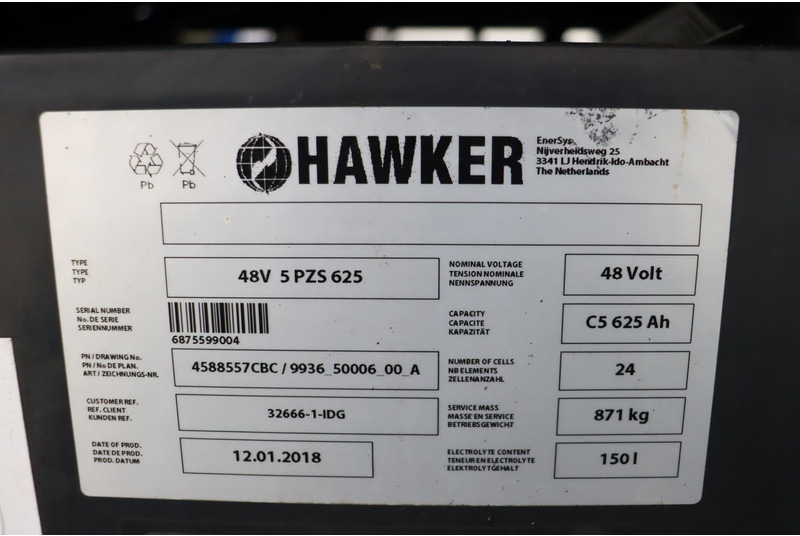 Pb Pb
HAWKER
EnerSys
Nijverheidsweg 25
3341 LJ Hendrik-Ido-Ambacht
The Netherlands
TYPE
TYPE
TYP
48V 5 PZS 625
NOMINAL VOLTAGE
TENSION NOMINALE
NENNSPANNUNG
48 Volt
SERIAL NUMBER
No. DE SERIE
SERIENNUMMER
6875599004
CAPACITY
CAPACITE
KAPAZITÄT
C5 625 Ah
PN / DRAWING No.
PN / No DE PLAN.
ART / ZEICHNUNGS-NR.
4588557CBC / 9936_50006_00_A
NUMBER OF CELLS
NB ELEMENTS
ZELLENANZAHL
24
CUSTOMER REF.
REF. CLIENT
KUNDEN REF.
32666-1-IDG
SERVICE MASS
MASSE EN SERVICE
BETRIEBSGEWICHT
871 kg
DATE OF PROD.
DATE DE PROD.
PROD. DATUM
12.01.2018
ELECTROLYTE CONTENT
TENEUR EN ELECTROLYTE
ELEKTROLYTGEHALT
150 l